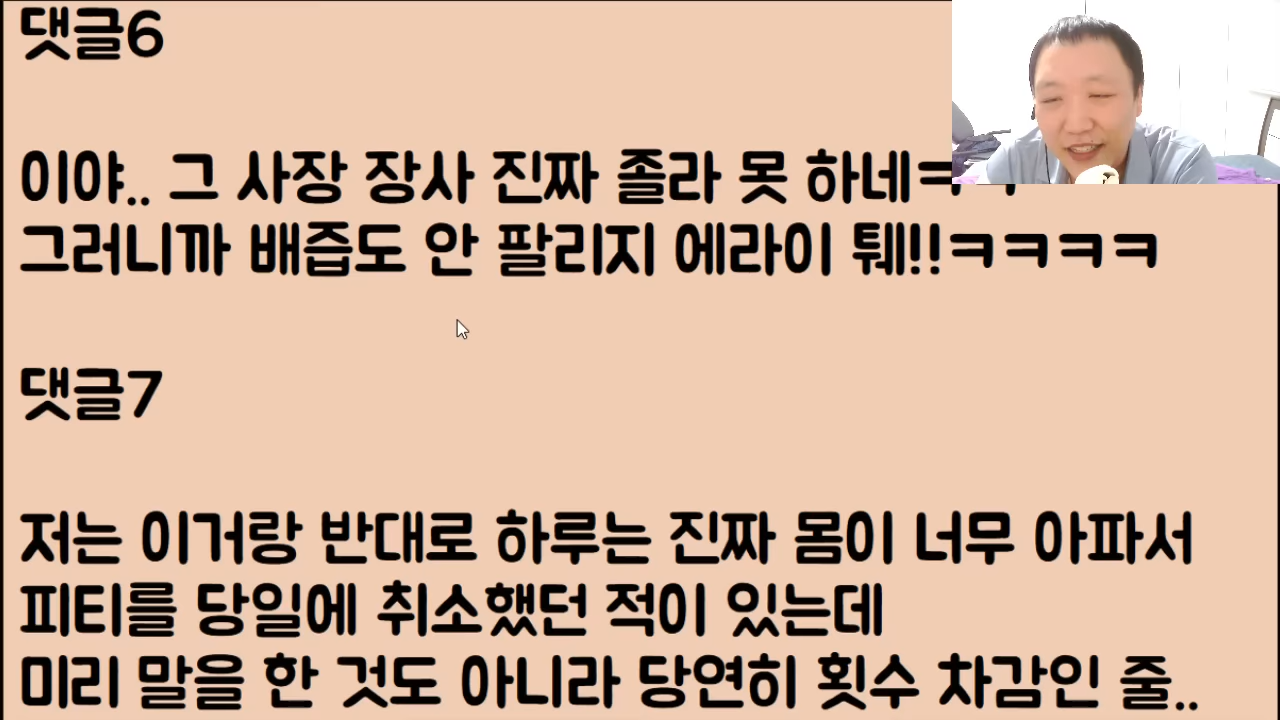 댓글6
이야.. 그 사장 장사 진짜 졸라 못 하네ㅋㅋ
그러니까 배즙도 안 팔리지 에라이 퉤!!ㅋㅋㅋㅋ
댓글7
저는 이거랑 반대로 하루는 진짜 몸이 너무 아파서
피티를 당일에 취소했던 적이 있는데
미리 말을 한 것도 아니라 당연히 횟수 차감인 줄..